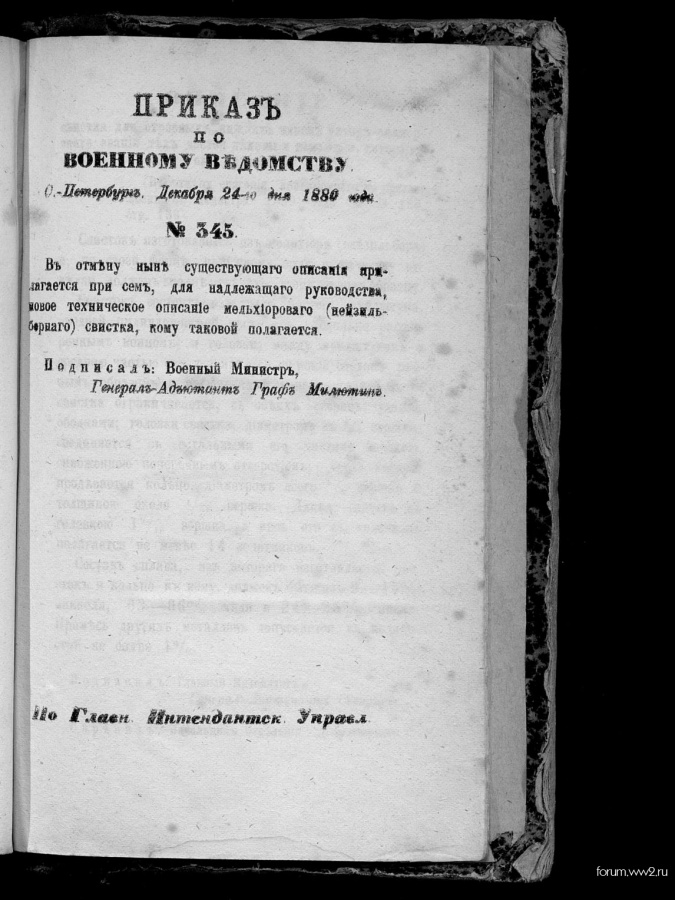 ПРИКАЗЪ
ПО
ВОЕННОМУ ВѢДОМСТВУ.
С.-Петербургъ. Декабря 24-го дня 1880 года.
№ 345.
Въ отмѣну нынѣ существующаго описанія при-
лагается при семъ, для надлежащаго руководства,
новое техническое описаніе мельхіороваго (нейзиль-
бернаго) свистка, кому таковой полагается.
Подписалъ: Военный Министръ,
Генералъ-Адъютантъ Графъ Милютинъ.
По Главн. Интендантск. Управл.
forum.ww2.ru